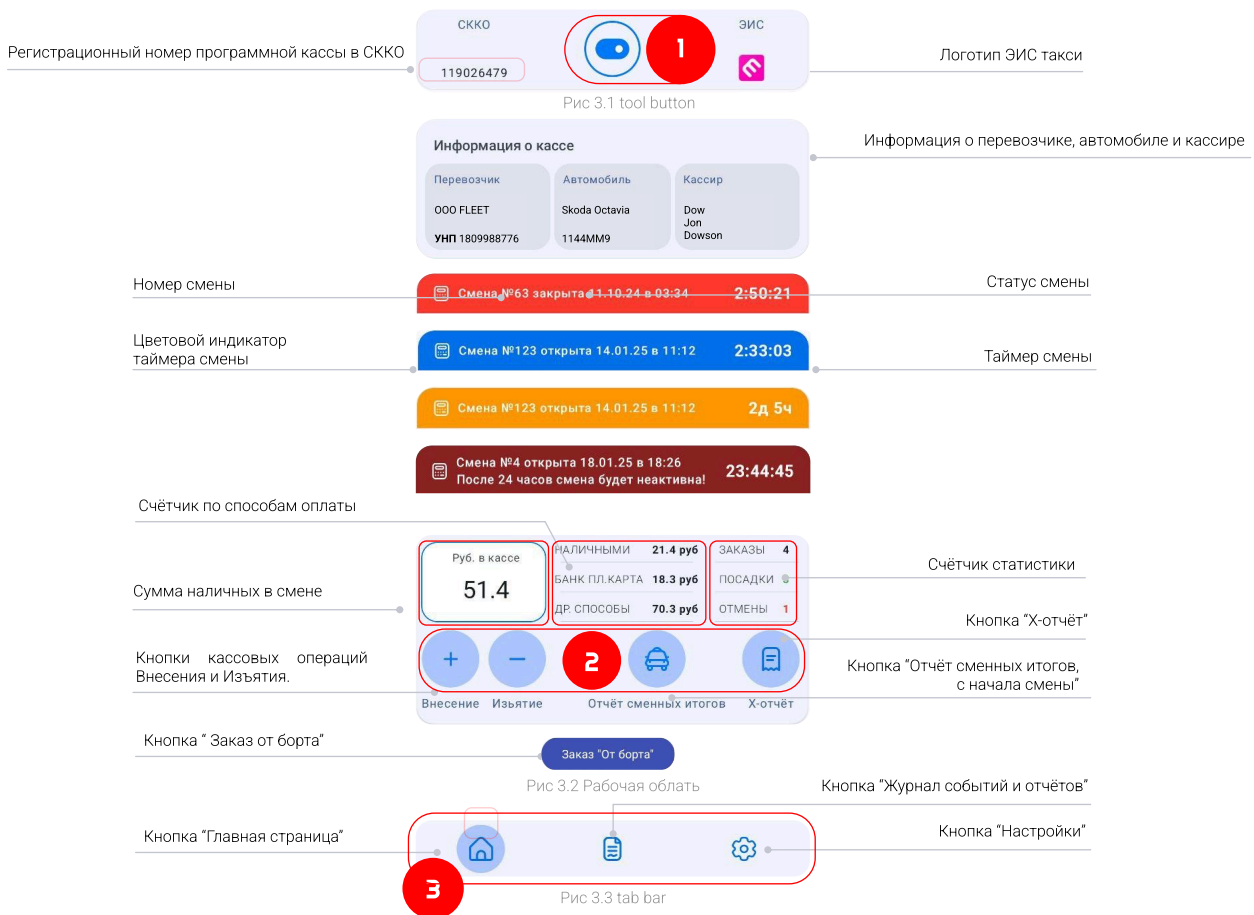 СККО
ЭИС
1
Регистрационный номер программной кассы в СККО
Логотип ЭИС такси
119026479
Рис 3.1 tool button
Информация о перевозчике, автомобиле и кассире
Информация о кассе
Перевозчик
Автомобиль
Кассир
ООО FLEET
Skoda Octavia
Dow
Jon
Dowson
УНП 1809988776
1144MM9
Номер смены
Статус смены
Смена №63 закрыта 11.10.24 в 03:34
2:50:21
Цветовой индикатор
таймера смены
Смена №123 открыта 14.01.25 в 11:12
2:33:03
Таймер смены
Смена №123 открыта 14.01.25 в 11:12
2д 5ч
Смена №4 открыта 18.01.25 в 18:26
После 24 часов смена будет неактивна!
23:44:45
Счётчик по способам оплаты
Руб. в кассе
51.4
НАЛИЧНЫМИ 21.4 руб
БАНК ПЛ.КАРТА 18.3 руб
ДР. СПОСОБЫ 70.3 руб
ЗАКАЗЫ 4
ПОСАДКИ
ОТМЕНЫ 1
Счётчик статистики
Сумма наличных в смене
Кнопка “X-отчёт”
Кнопки кассовых операций
Внесения и Изъятия.
2
Кнопка “Отчёт сменных итогов,
с начала смены”
Внесение
Изьятие
Отчёт сменных итогов
X-отчёт
Кнопка “ Заказ от борта”
Заказ "От борта"
Рис 3.2 Рабочая облать
Кнопка “Журнал событий и отчётов”
Кнопка “Главная страница”
Кнопка “Настройки”
3
Рис 3.3 tab bar